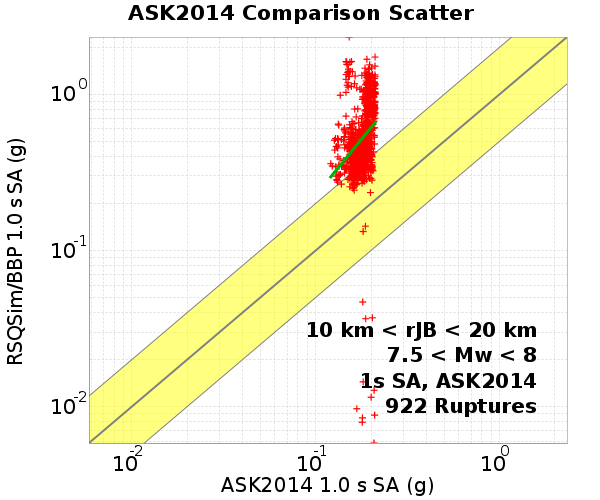 ASK2014 Comparison Scatter
RSQSim/BBP 1.0 s SA (g)
10^0
10^-1
10^-2
10 km < rJB < 20 km
7.5 < Mw < 8
1s SA, ASK2014
922 Ruptures
10^-2 10^-1 10^0
ASK2014 1.0 s SA (g)